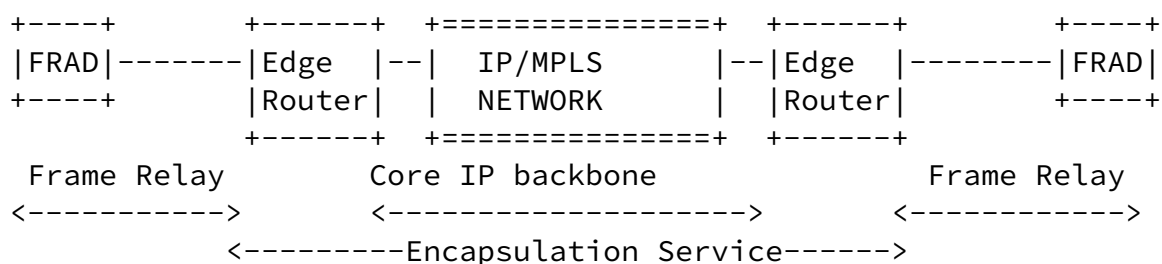 +----+       +------+  +===============+  +------+        +----+
|FRAD|-------|Edge  |--|   IP/MPLS     |--|Edge  |--------|FRAD|
+----+       |Router|  |   NETWORK     |  |Router|        +----+
             +------+  +===============+  +------+
 Frame Relay        Core IP backbone              Frame Relay
<----------->       <-------------------->       <------------>
            <---------Encapsulation Service------>